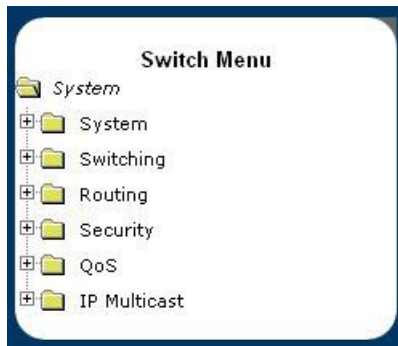 Switch Menu
System
System
Switching
Routing
Security
QoS
IP Multicast